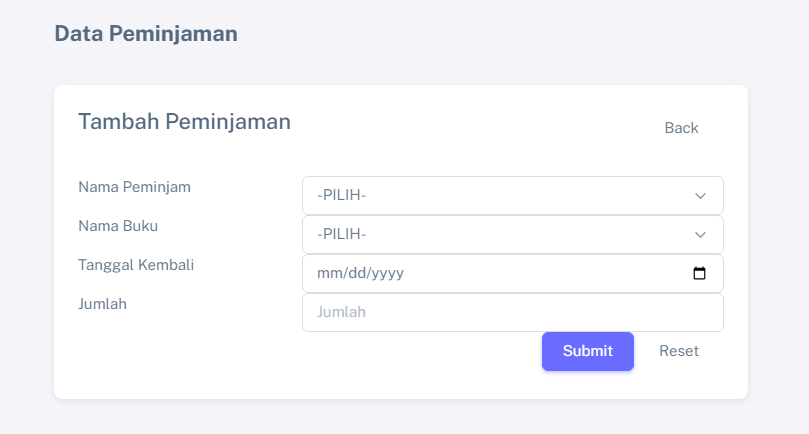 Data Peminjaman
Tambah Peminjaman
Back
Nama Peminjam
-PILIH-
Nama Buku
-PILIH-
Tanggal Kembali
mm/dd/yyyy
Jumlah
Jumlah
Submit
Reset